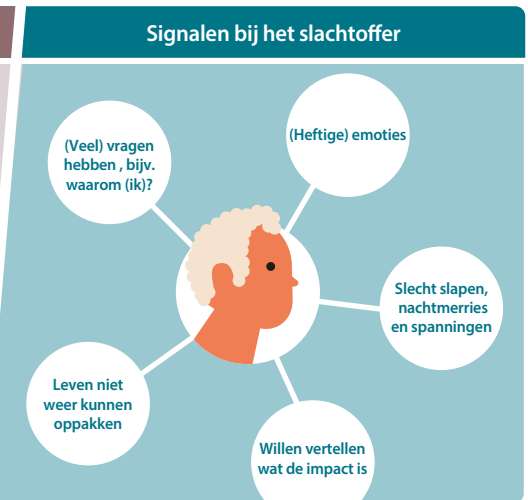 Signalen bij het slachtoffer
(Heftige) emoties
(Veel) vragen
hebben , bijv.
waarom (ik)?
Slecht slapen,
nachtmerries
en spanningen
Leven niet
weer kunnen
oppakken
Willen vertellen
wat de impact is